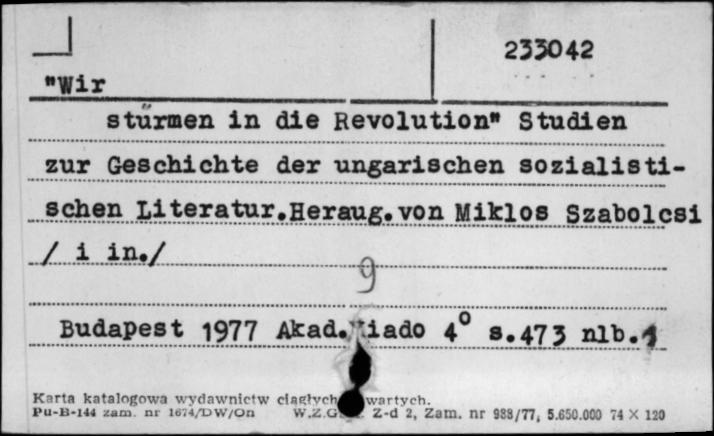 233042
"Wir
stürmen in die Revolution" Studien
zur Geschichte der ungarischen sozialisti-
schen Literatur.Heraug.von Miklos Szabolcsi
/ i in./
9
Budapest 1977 Akad. iado 4° s.473 nlb.1
Karta katalogowa wydawnictw ciągłych wartych.
Pu-B-144 zam. nr 1674/DW/On W.Z.G. Z-d 2, Zam. nr 988/77, 5.650.000 74 X 120